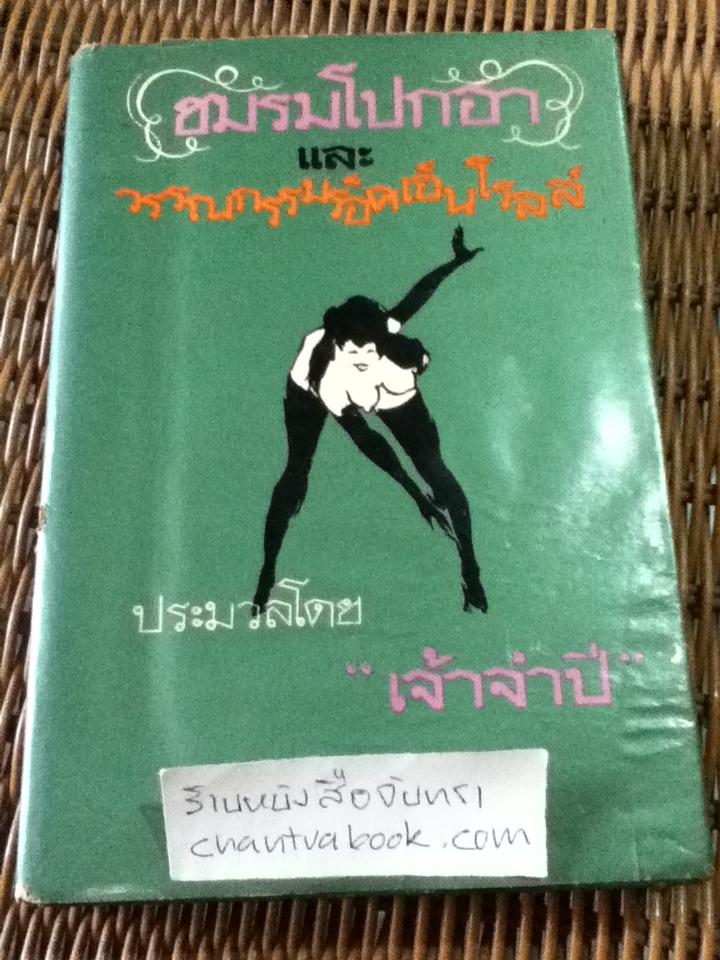 ชมรมโปกฮา
และ
วรรณกรรมร็อคเอ็นโรลล์
ประมวลโดย
"เจ้าจำปี"
ร้านหนังสือจันทรา
chantrabook.com